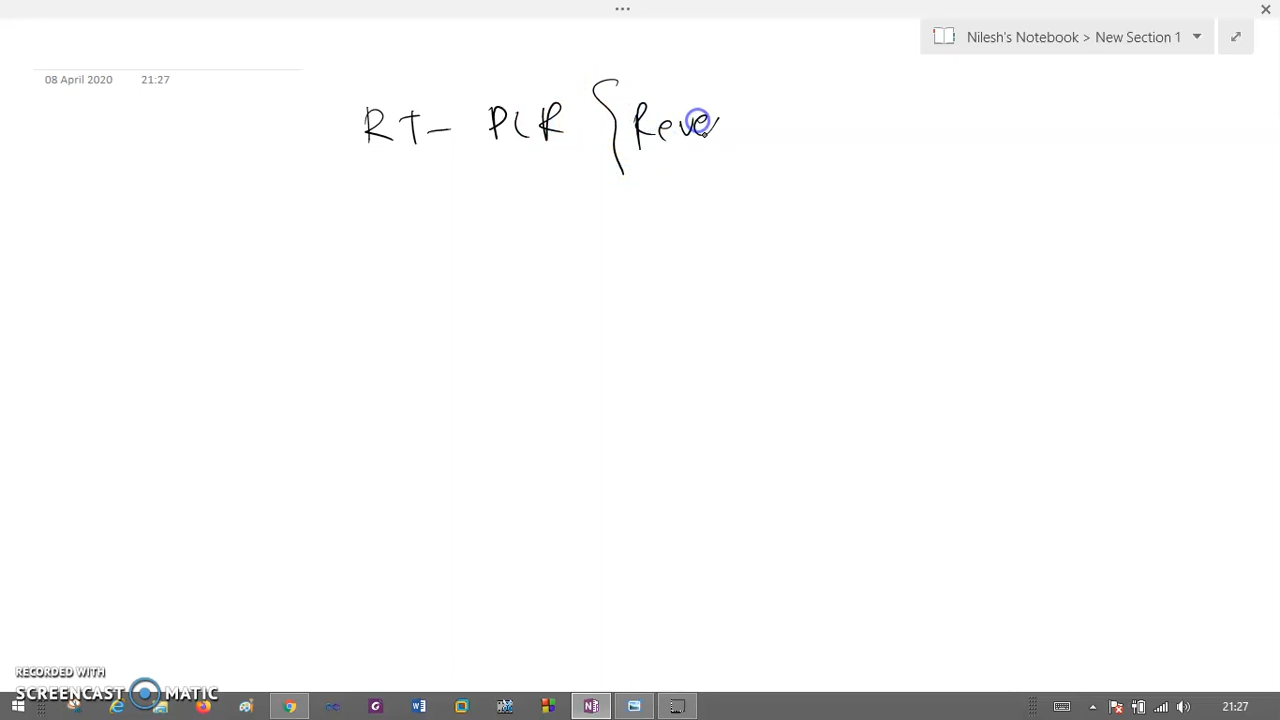 Nilesh's Notebook > New Section 1
08 April 2020 21:27
RT- PCR { Reve
RECORDED WITH
SCREENCAST MATIC
21:27